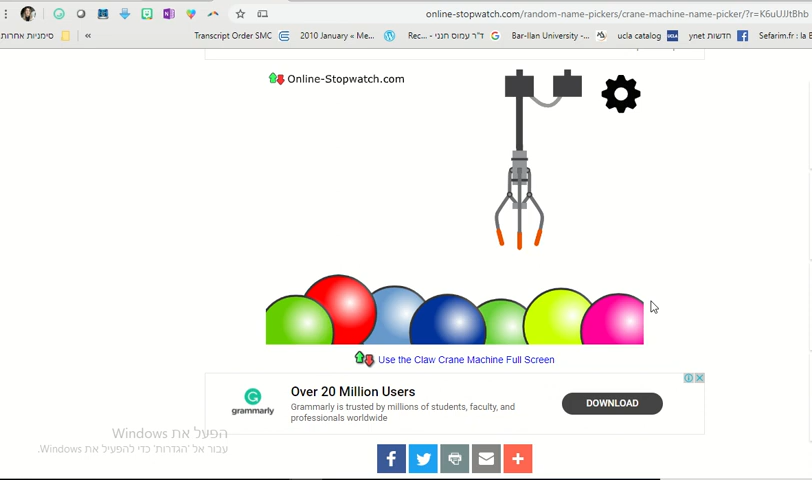 online-stopwatch.com/random-name-pickers/crane-machine-name-picker/?r=K6uUJJtBhb
סימניות אחרות
«
Transcript Order SMC
2010 January « Me...
Rec... - ד"ר עמוס חנני
Bar-Ilan University -...
ucla catalog
ynet חדשות
Sefarim.fr : la B
Online-Stopwatch.com
Use the Claw Crane Machine Full Screen
grammarly
Over 20 Million Users
Grammarly is trusted by millions of students, faculty, and
professionals worldwide
DOWNLOAD
הפעל את Windows
עבור אל 'הגדרות' כדי להפעיל את Windows.